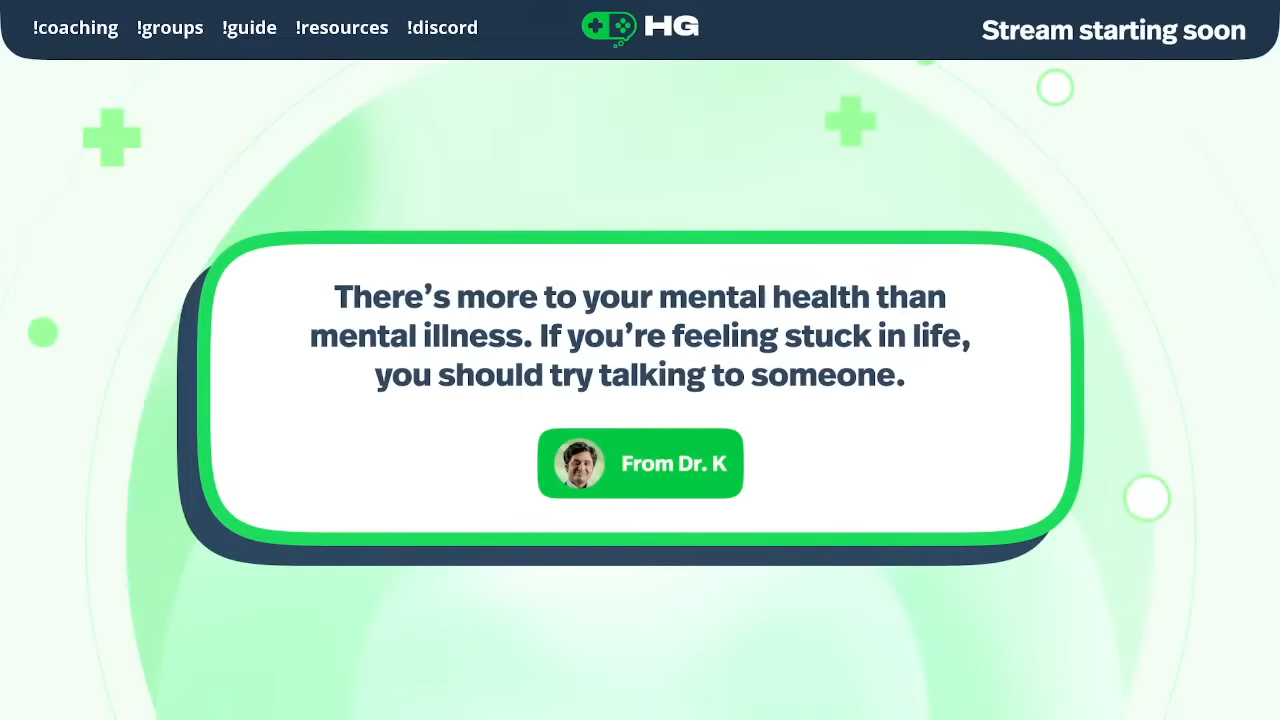 !coaching !groups !guide !resources !discord
HG
Stream starting soon
There’s more to your mental health than
mental illness. If you’re feeling stuck in life,
you should try talking to someone.
From Dr. K